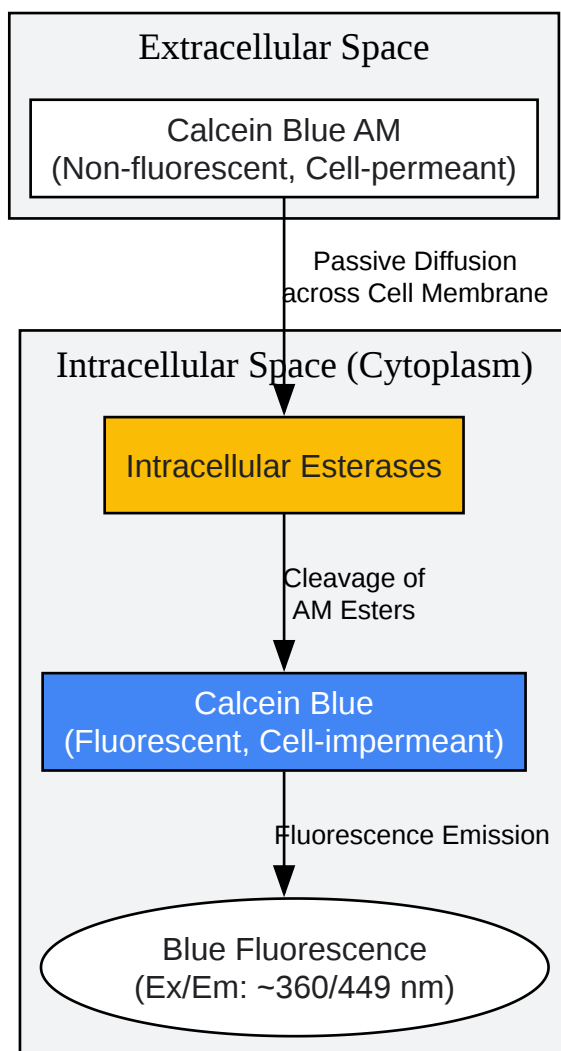 Extracellular Space
Calcein Blue AM
(Non-fluorescent, Cell-permeant)
Passive Diffusion
across Cell Membrane
Intracellular Space (Cytoplasm)
Intracellular Esterases
Cleavage of
AM Esters
Calcein Blue
(Fluorescent, Cell-impermeant)
Fluorescence Emission
Blue Fluorescence
(Ex/Em: ~360/449 nm)